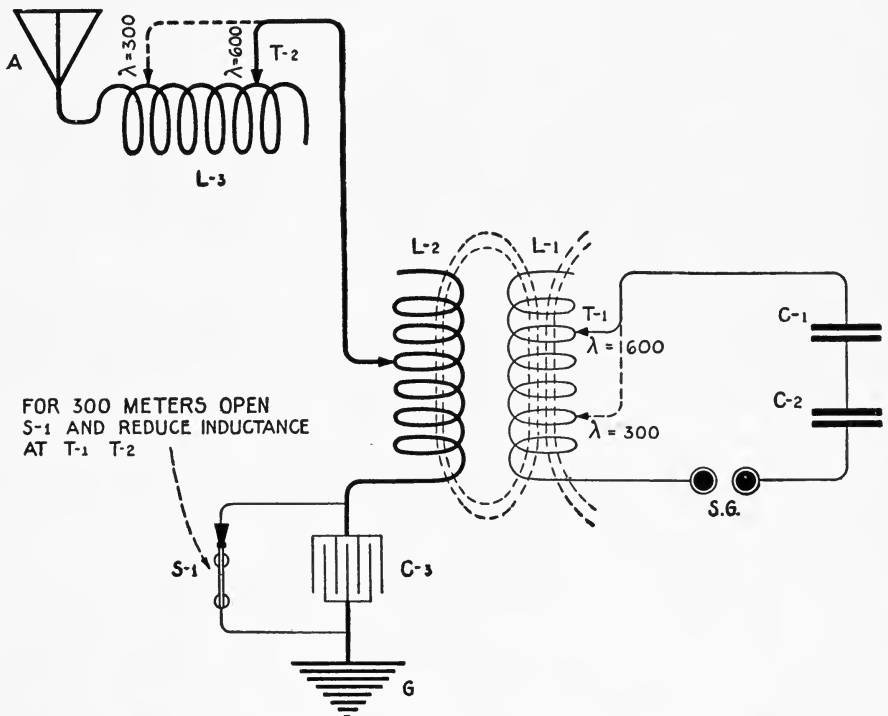 A
λ=300
λ=600
T-2
L-3
L-2
L-1
T-1
λ = 600
λ = 300
C-1
C-2
S.G.
FOR 300 METERS OPEN
S-1 AND REDUCE INDUCTANCE
AT T-1 T-2
S-1
C-3
G